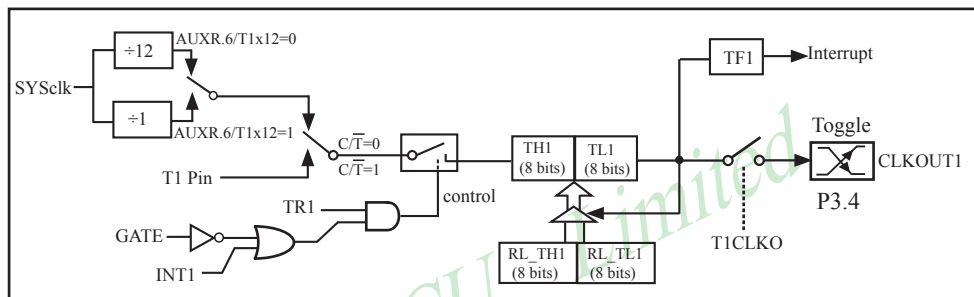 ÷12
AUXR.6/T1x12=0
SYSclk
÷1
AUXR.6/T1x12=1
T1 Pin
C/T̅=0
C/T̅=1
control
TR1
GATE
INT1
TH1
(8 bits)
TL1
(8 bits)
RL_TH1
(8 bits)
RL_TL1
(8 bits)
TF1
Interrupt
Toggle
CLKOUT1
P3.4
T1CLKO
Limited